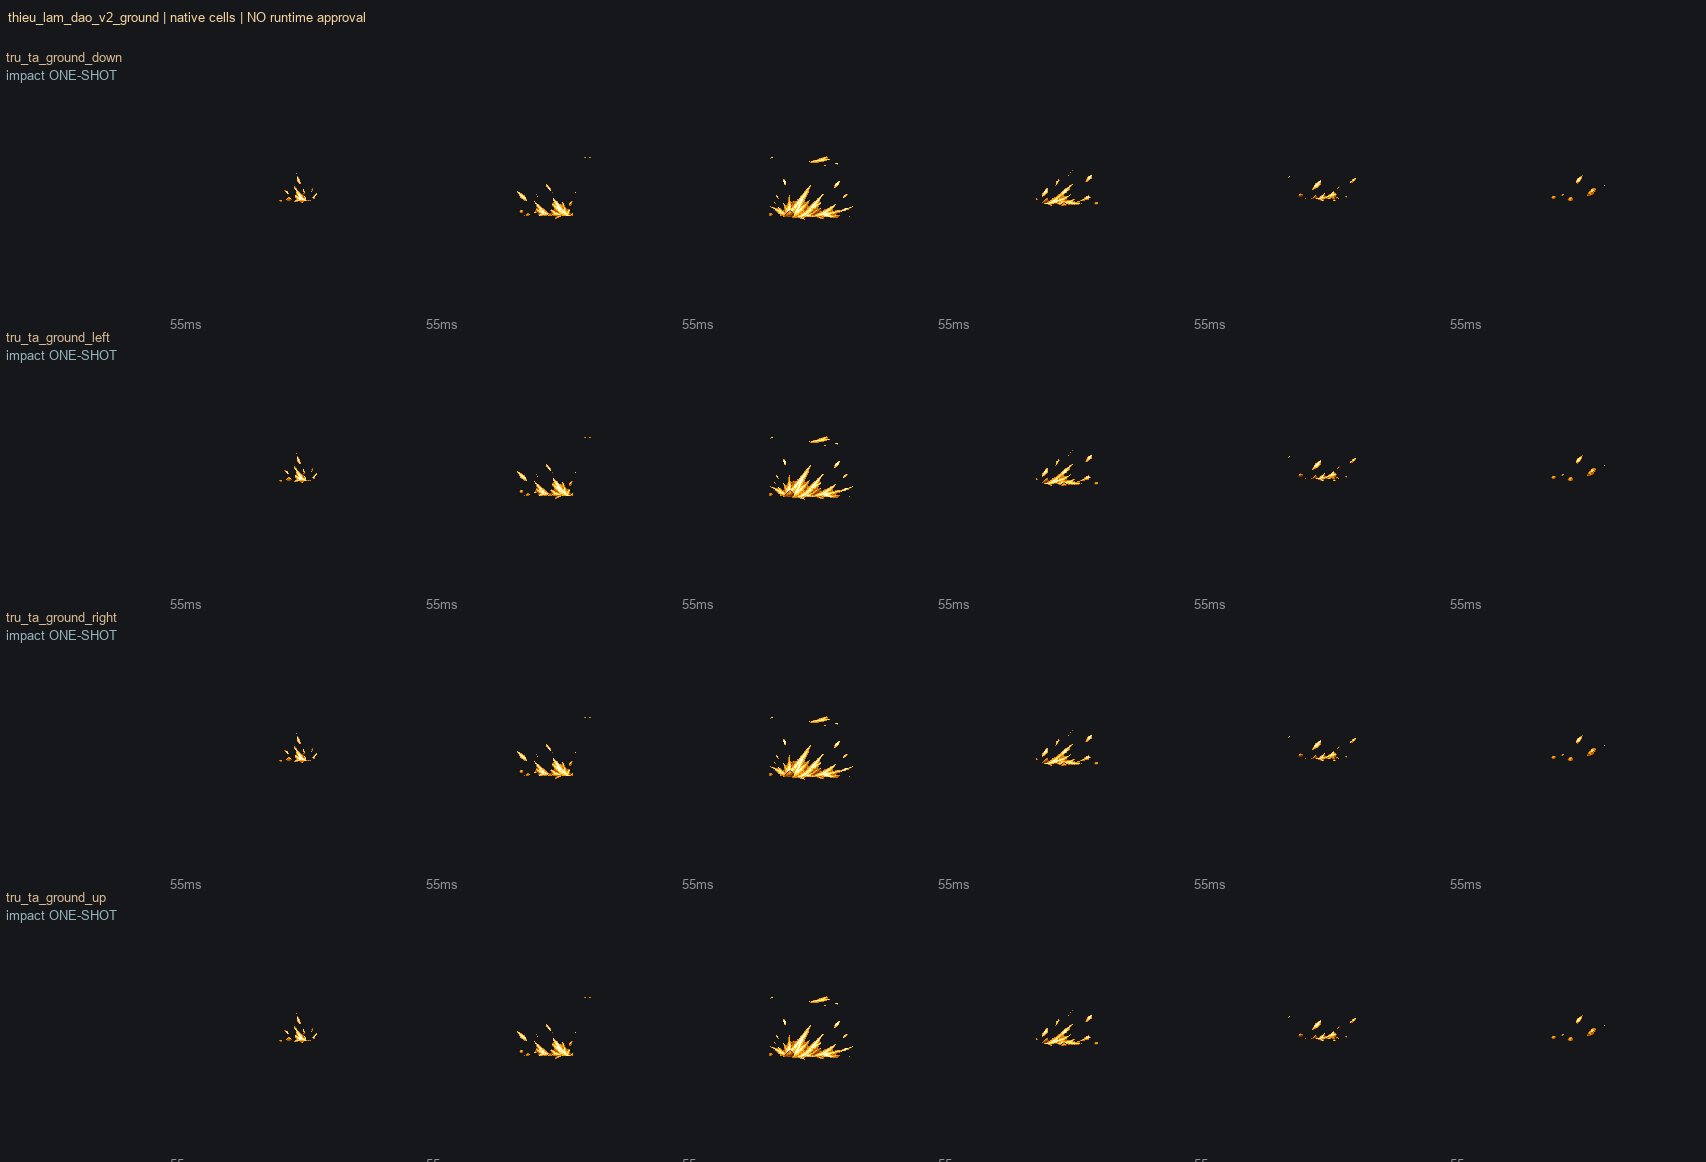 thieu_lam_dao_v2_ground | native cells | NO runtime approval
tru_ta_ground_down
impact ONE-SHOT
55ms 55ms 55ms 55ms 55ms 55ms
tru_ta_ground_left
impact ONE-SHOT
55ms 55ms 55ms 55ms 55ms 55ms
tru_ta_ground_right
impact ONE-SHOT
55ms 55ms 55ms 55ms 55ms 55ms
tru_ta_ground_up
impact ONE-SHOT